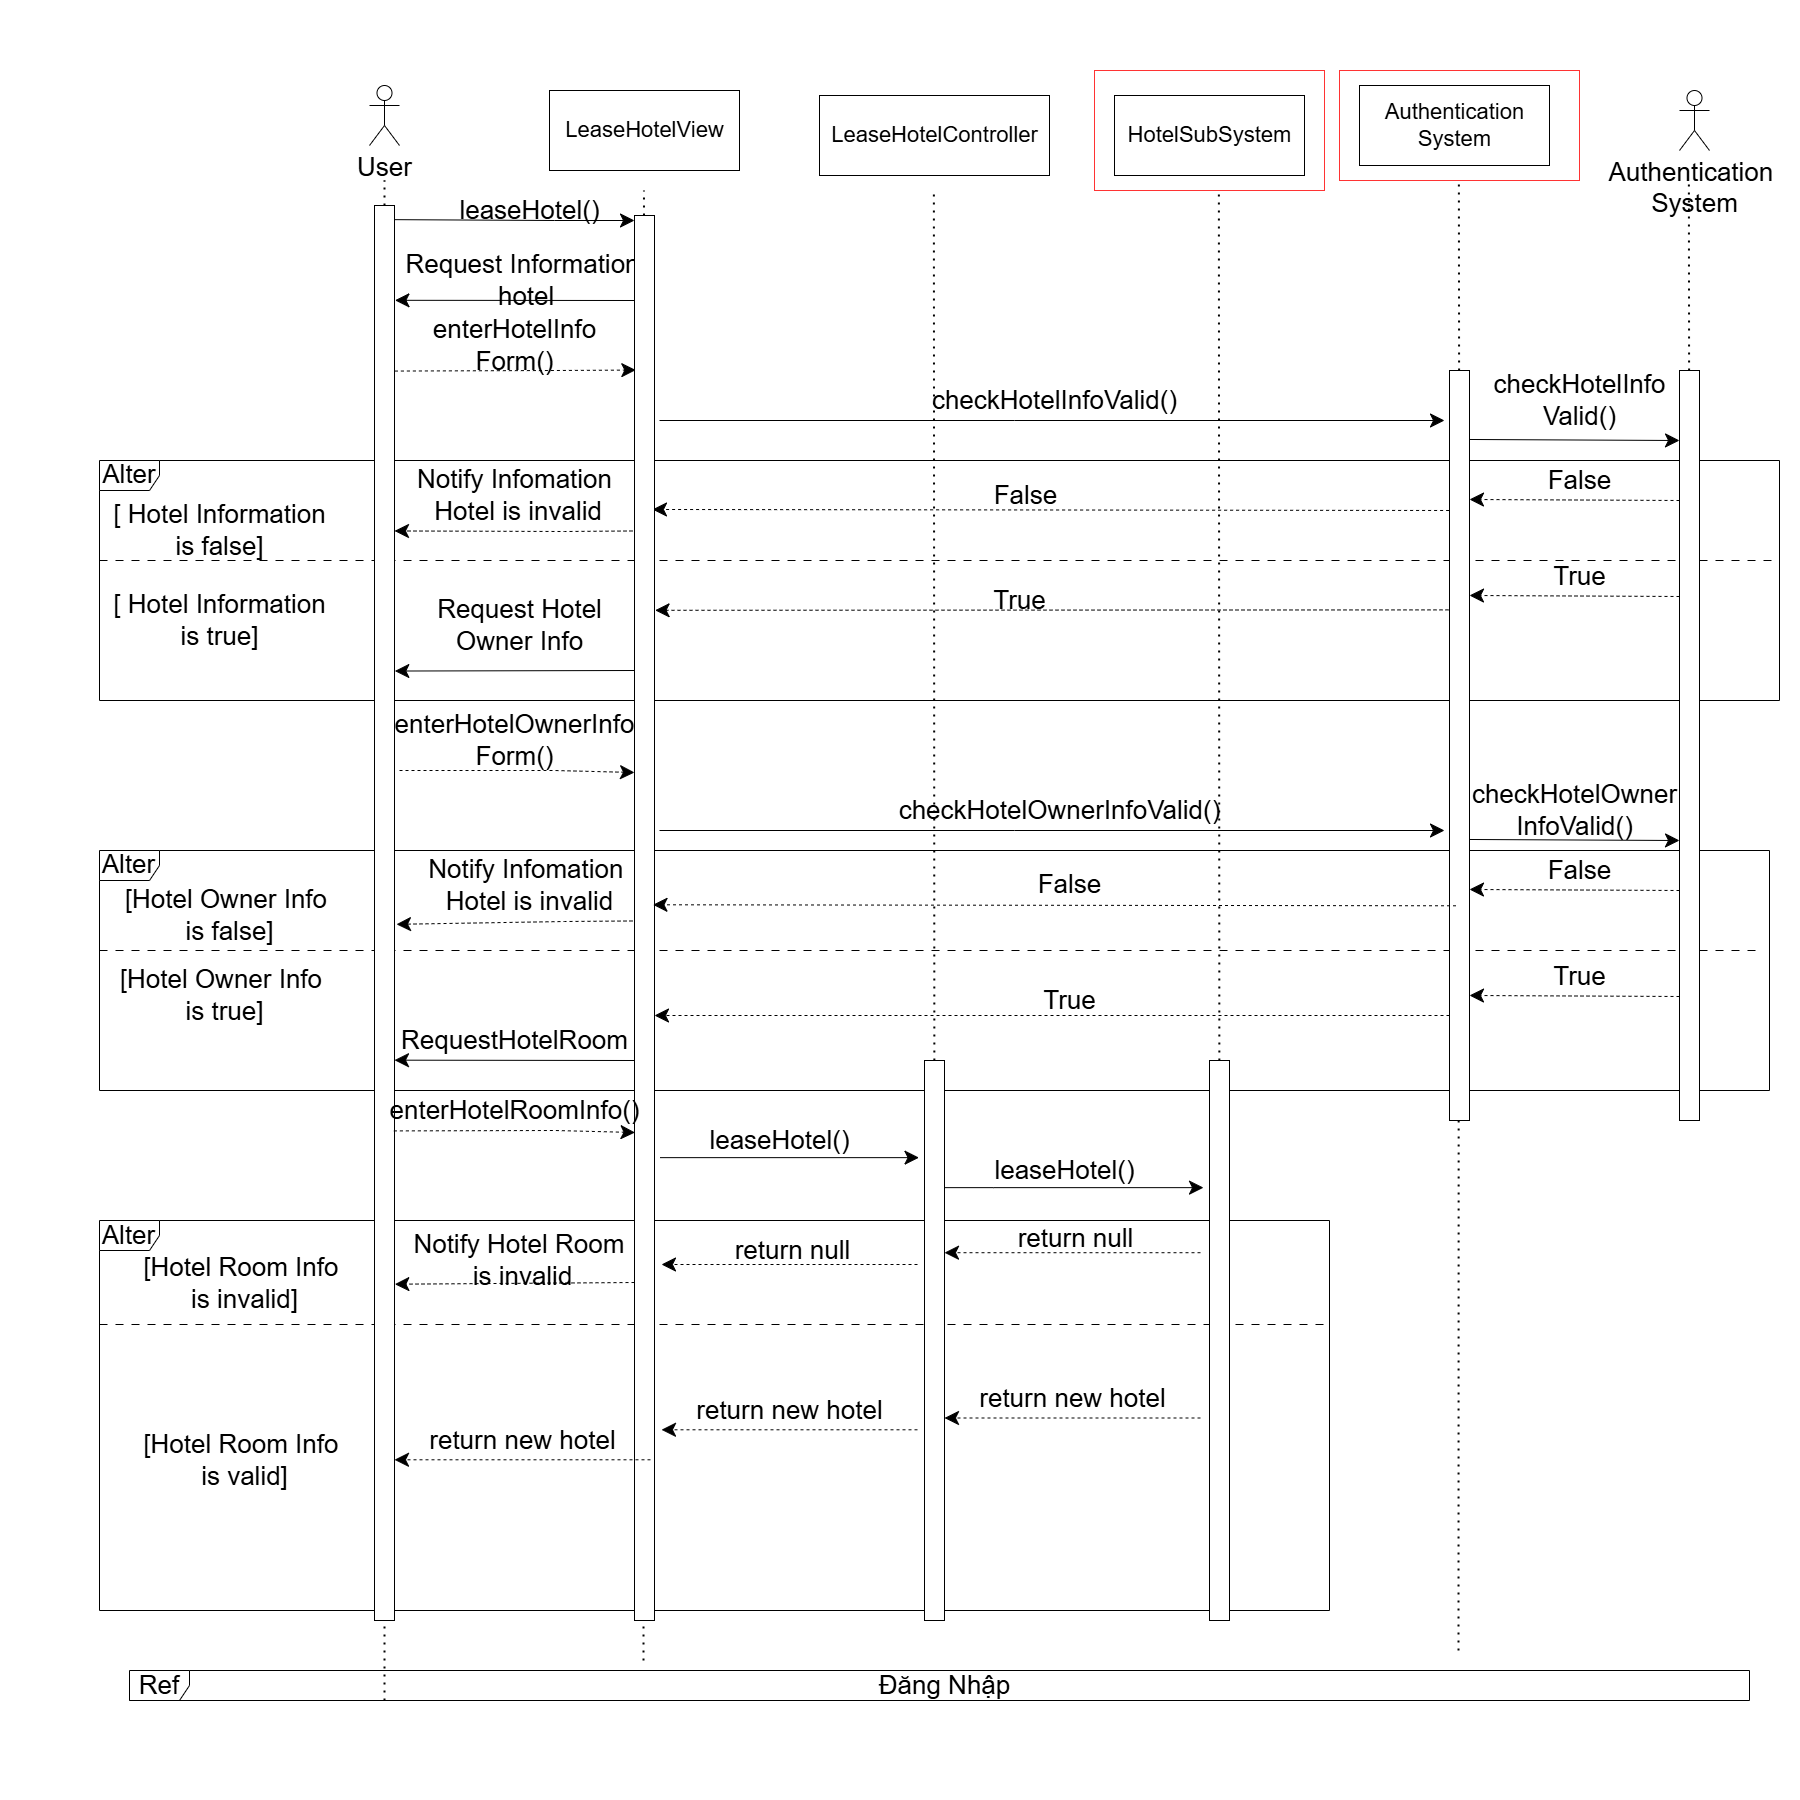 User
LeaseHotelView
LeaseHotelController
HotelSubSystem
Authentication
System
Authentication
System
leaseHotel()
Request Information
hotel
enterHotelInfo
Form()
checkHotelInfoValid()
checkHotelInfo
Valid()
Alter
[ Hotel Information
is false]
Notify Infomation
Hotel is invalid
False
False
[ Hotel Information
is true]
Request Hotel
Owner Info
True
True
enterHotelOwnerInfo
Form()
checkHotelOwnerInfoValid()
checkHotelOwner
InfoValid()
Alter
[Hotel Owner Info
is false]
Notify Infomation
Hotel is invalid
False
False
[Hotel Owner Info
is true]
True
True
RequestHotelRoom
enterHotelRoomInfo()
leaseHotel()
leaseHotel()
Alter
[Hotel Room Info
is invalid]
Notify Hotel Room
is invalid
return null
return null
[Hotel Room Info
is valid]
return new hotel
return new hotel
return new hotel
Ref
Đăng Nhập